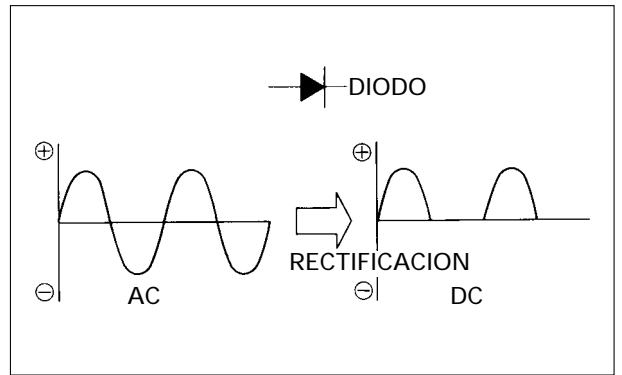 DIODO
⊕
⊕
RECTIFICACION
⊖
AC
⊖
DC